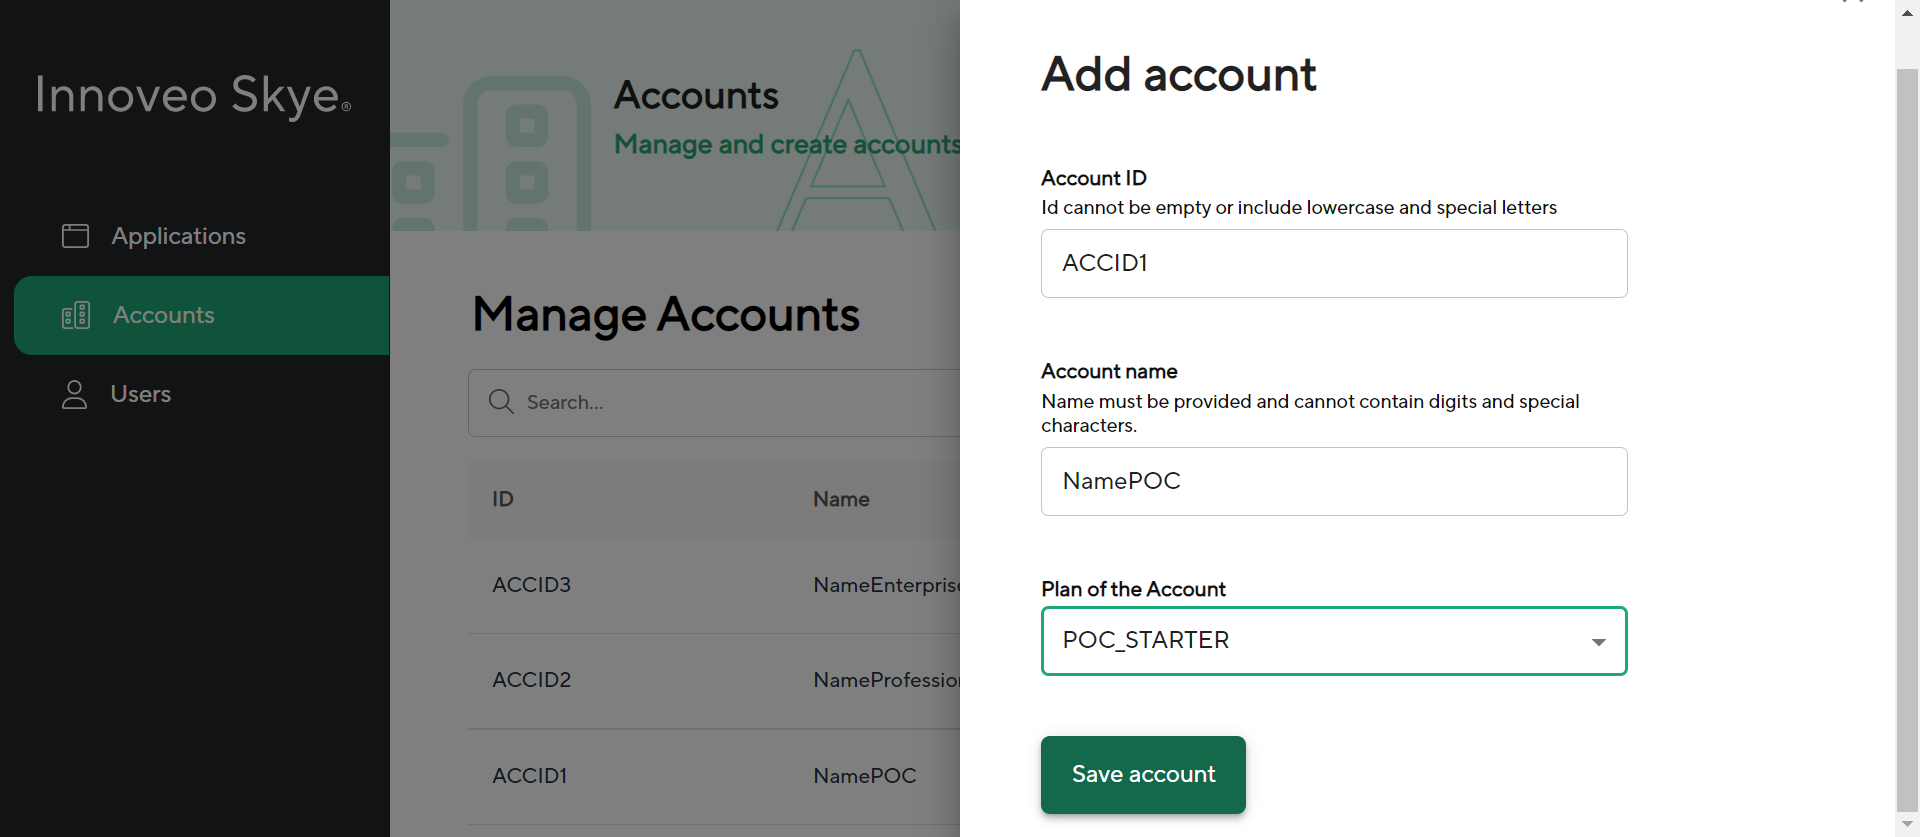 Innoveo Skye®
Applications
Accounts
Users
Accounts
Manage and create accounts
Manage Accounts
Search...
ID Name
ACCID3 NameEnterprise
ACCID2
ACCID1 NamePOC
Add account
Account ID
Id cannot be empty or include lowercase and special letters
ACCID1
Account name
Name must be provided and cannot contain digits and special
characters.
NamePOC
Plan of the Account
POC_STARTER
Save account